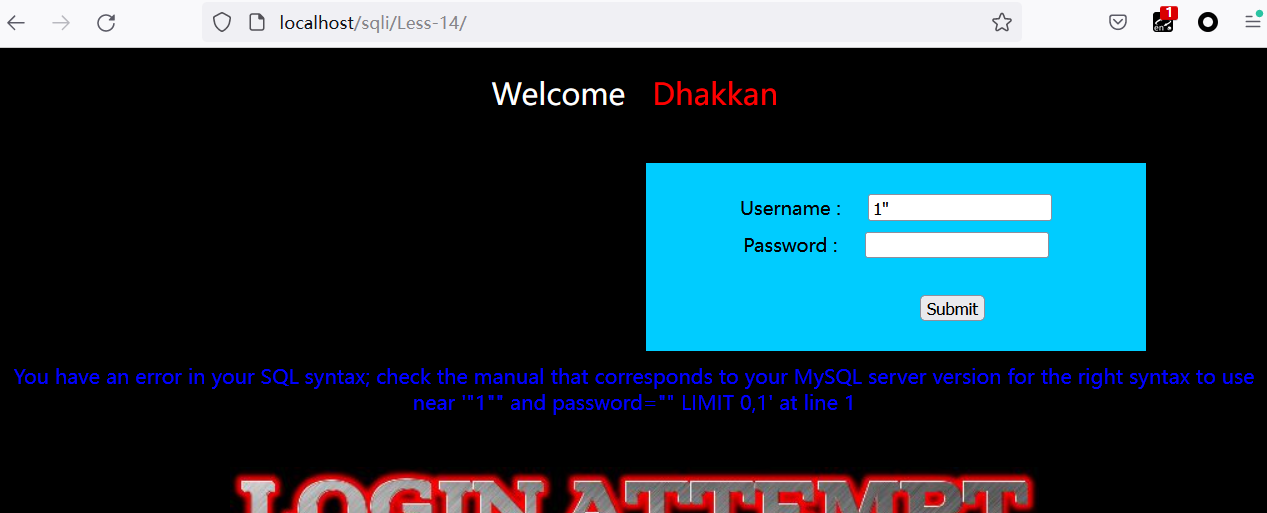 localhost/sqli/Less-14/
1
en
Welcome Dhakkan
Username : 1"
Password :
Submit
You have an error in your SQL syntax; check the manual that corresponds to your MySQL server version for the right syntax to use
near '"1"" and password="" LIMIT 0,1' at line 1
LOGIN ATTEMPT